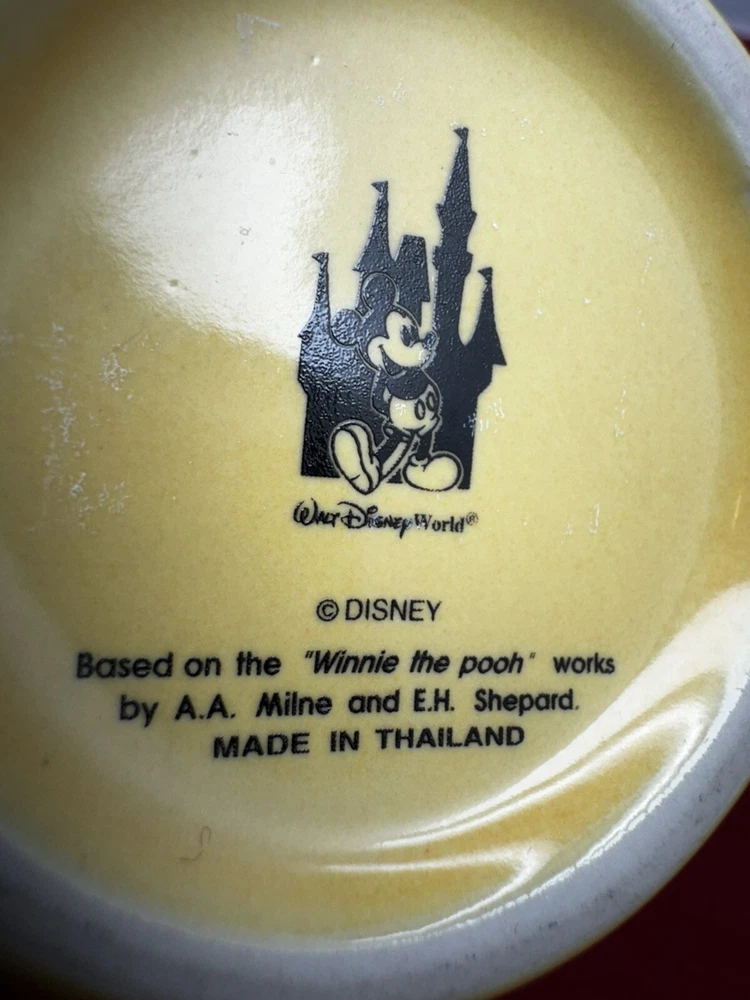 Walt Disney World®
© DISNEY
Based on the "Winnie the pooh" works
by A.A. Milne and E.H. Shepard.
MADE IN THAILAND